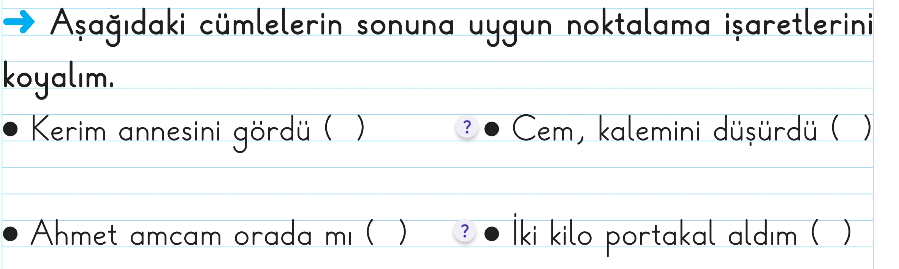 Aşağıdaki cümlelerin sonuna uygun noktalama işaretlerini
koyalım.
● Kerim annesini gördü ( ) ? ● Cem, kalemini düşürdü ( )
● Ahmet amcam orada mı ( ) ? ● İki kilo portakal aldım ( )